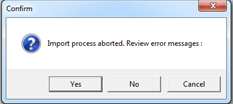 Confirm
Import process aborted. Review error messages :
Yes
No
Cancel